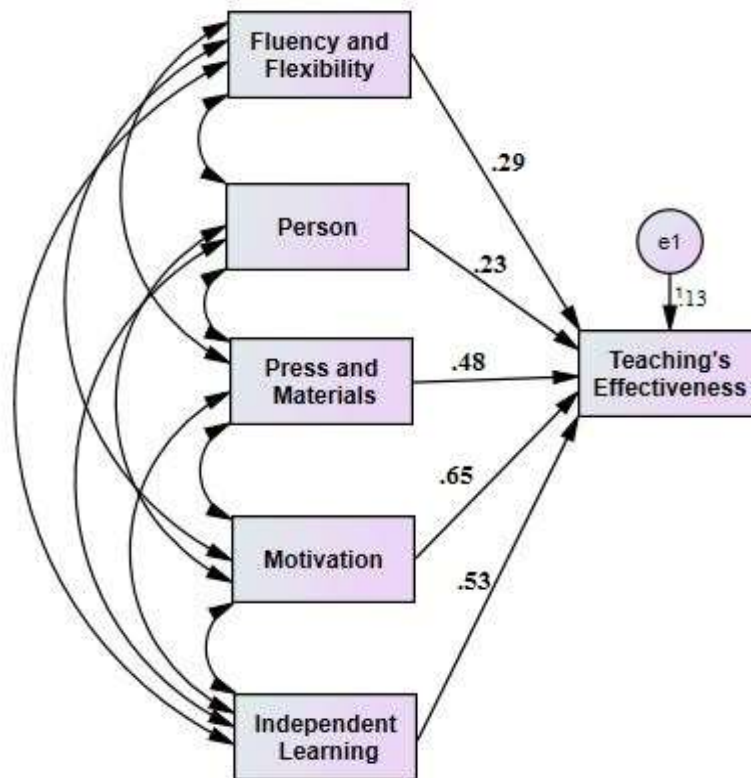 Fluency and
Flexibility
.29
Person
e1
.23
1
.13
Teaching's
Effectiveness
Press and
Materials
.48
.65
Motivation
.53
Independent
Learning